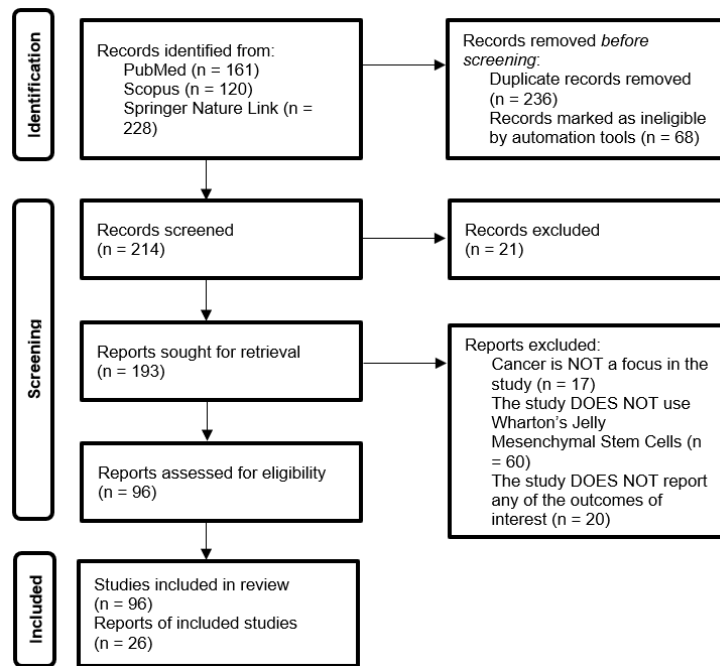 Identification
Records identified from:
PubMed (n = 161)
Scopus (n = 120)
Springer Nature Link (n =
228)
Records removed before
screening:
Duplicate records removed
(n = 236)
Records marked as ineligible
by automation tools (n = 68)
Screening
Records screened
(n = 214)
Records excluded
(n = 21)
Reports sought for retrieval
(n = 193)
Reports excluded:
Cancer is NOT a focus in the
study (n = 17)
The study DOES NOT use
Wharton's Jelly
Mesenchymal Stem Cells (n
= 60)
The study DOES NOT report
any of the outcomes of
interest (n = 20)
Reports assessed for eligibility
(n = 96)
Included
Studies included in review
(n = 96)
Reports of included studies
(n = 26)